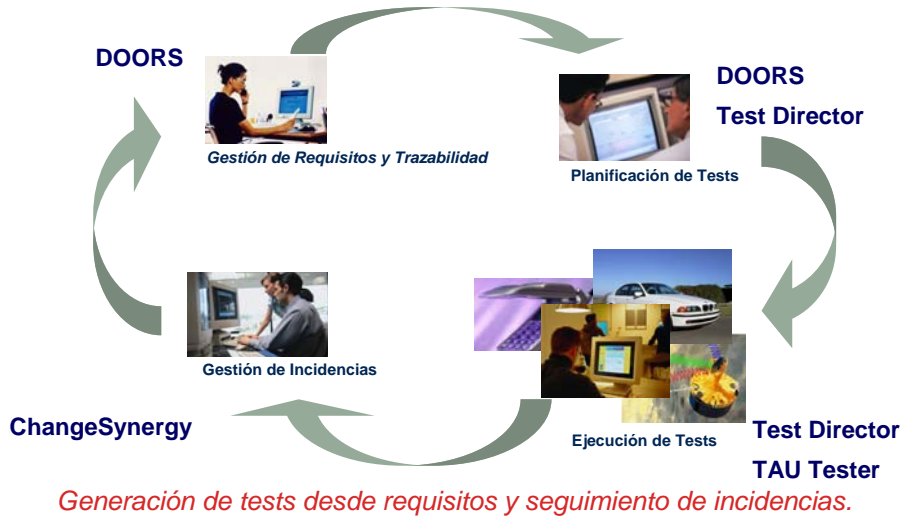 DOORS
DOORS
Test Director
Gestión de Requisitos y Trazabilidad
Planificación de Tests
Gestión de Incidencias
ChangeSynergy
Ejecución de Tests
Test Director
TAU Tester
Generación de tests desde requisitos y seguimiento de incidencias.